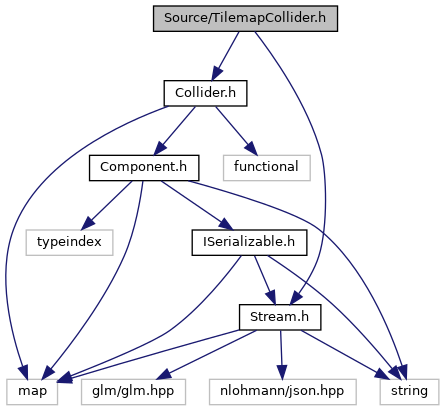 Source/TilemapCollider.h
Collider.h
Component.h
functional
typeindex
ISerializable.h
Stream.h
map
glm/glm.hpp
nlohmann/json.hpp
string